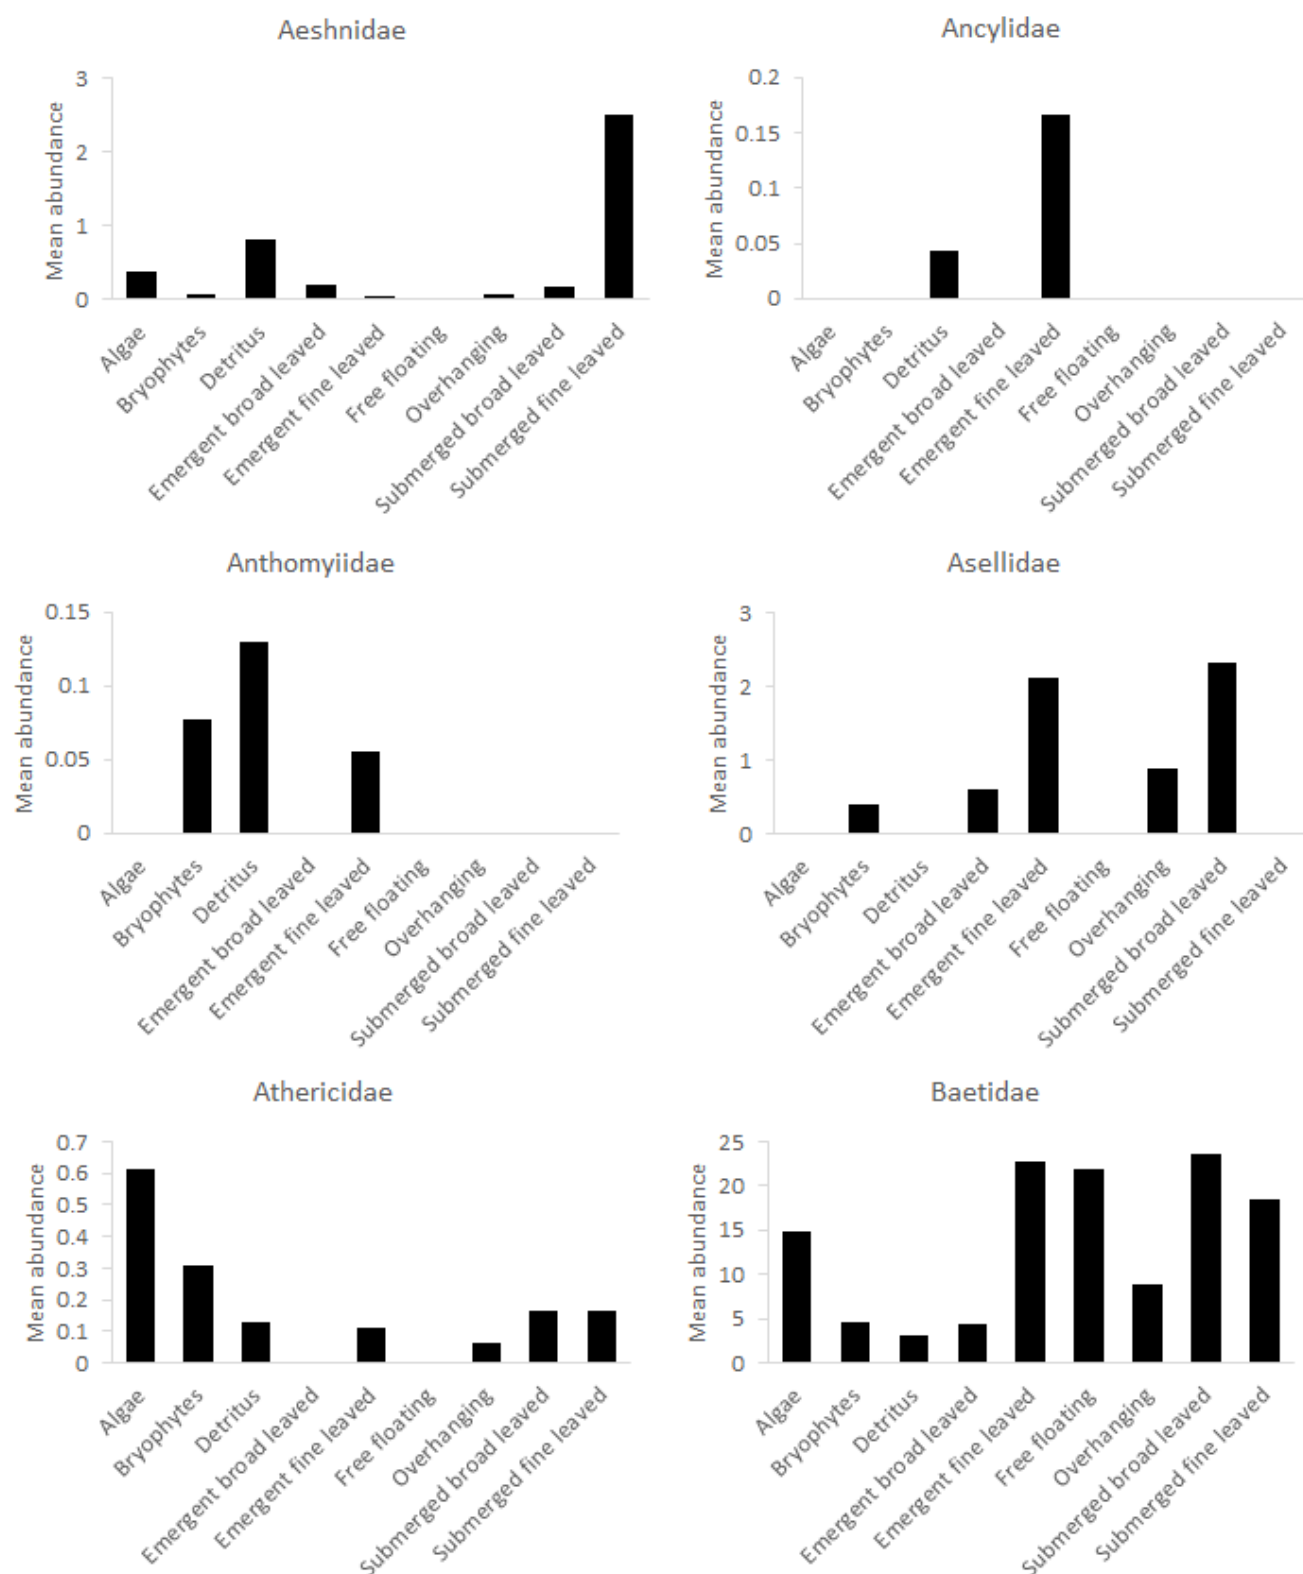 Aeshnidae
Mean abundance
3
2
1
0
Algae
Bryophytes
Detritus
Emergent broad leaved
Emergent fine leaved
Free floating
Overhanging
Submerged broad leaved
Submerged fine leaved
Ancylidae
Mean abundance
0.2
0.15
0.1
0.05
0
Algae
Bryophytes
Detritus
Emergent broad leaved
Emergent fine leaved
Free floating
Overhanging
Submerged broad leaved
Submerged fine leaved
Anthomyiidae
Mean abundance
0.15
0.1
0.05
0
Algae
Bryophytes
Detritus
Emergent broad leaved
Emergent fine leaved
Free floating
Overhanging
Submerged broad leaved
Submerged fine leaved
Asellidae
Mean abundance
3
2
1
0
Algae
Bryophytes
Detritus
Emergent broad leaved
Emergent fine leaved
Free floating
Overhanging
Submerged broad leaved
Submerged fine leaved
Athericidae
Mean abundance
0.7
0.6
0.5
0.4
0.3
0.2
0.1
0
Algae
Bryophytes
Detritus
Emergent broad leaved
Emergent fine leaved
Free floating
Overhanging
Submerged broad leaved
Submerged fine leaved
Baetidae
Mean abundance
25
20
15
10
5
0
Algae
Bryophytes
Detritus
Emergent broad leaved
Emergent fine leaved
Free floating
Overhanging
Submerged broad leaved
Submerged fine leaved